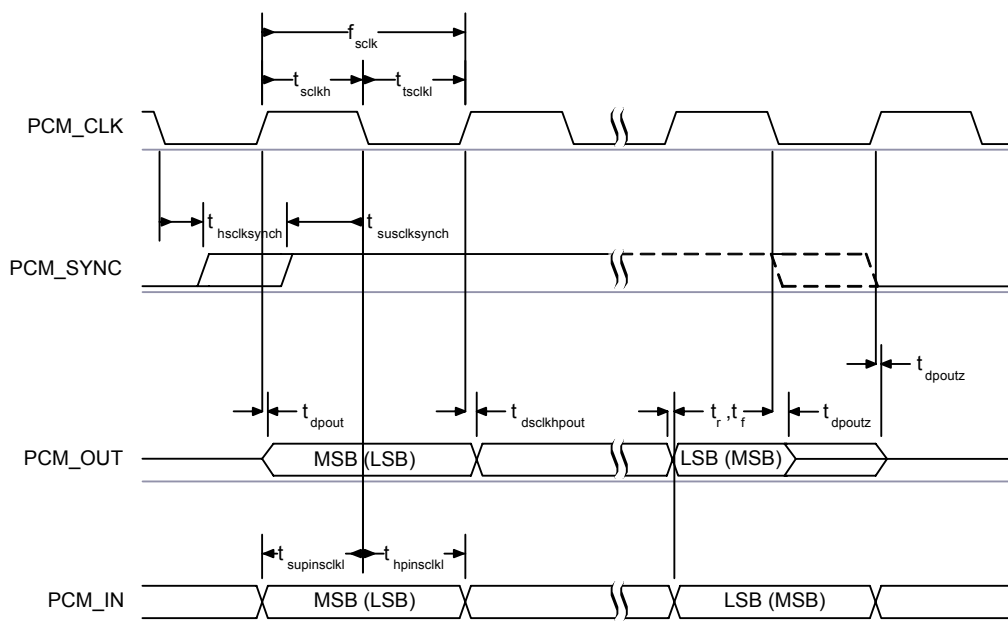 f sclk
t sclkh
t tsclkl
PCM_CLK
t hsclksynch
t susclksynch
PCM_SYNC
t dpoutz
t dpout
t dsclkhpout
t r ,t f
t dpoutz
PCM_OUT
MSB (LSB)
LSB (MSB)
t supinsclkl
t hpinsclkl
PCM_IN
MSB (LSB)
LSB (MSB)